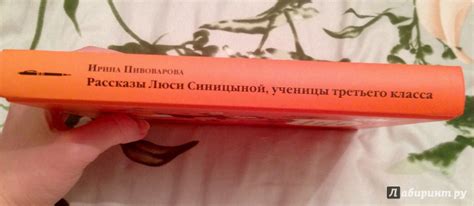 Ирина Пивоварова
Рассказы Люси Синицыной, ученицы третьего класса
Лабиринт.ру